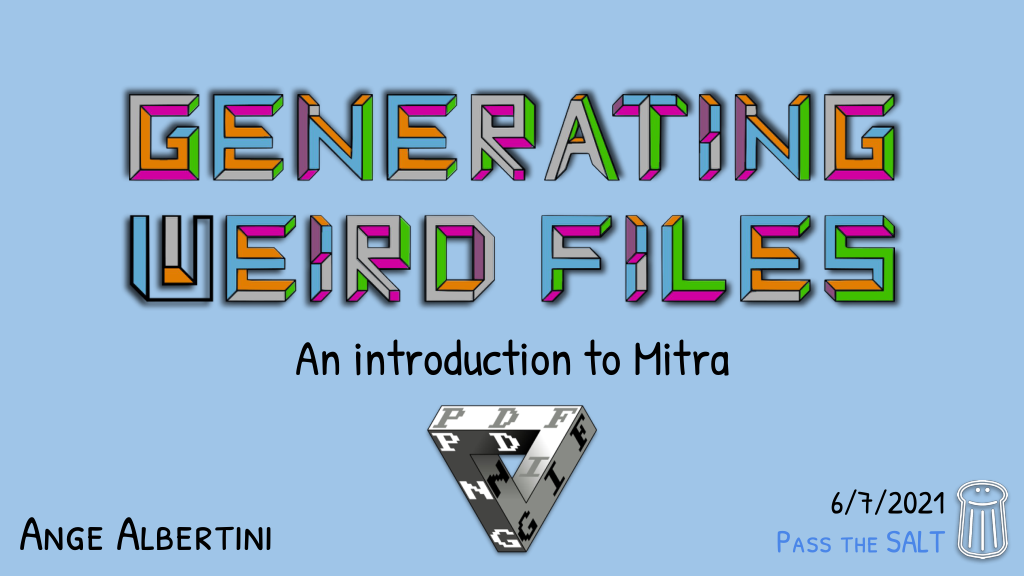 GENERATING
WEIRD FILES
An introduction to Mitra
P D F
P D F
N N I I
G G
6/7/2021
ANGE ALBERTINI
PASS THE SALT